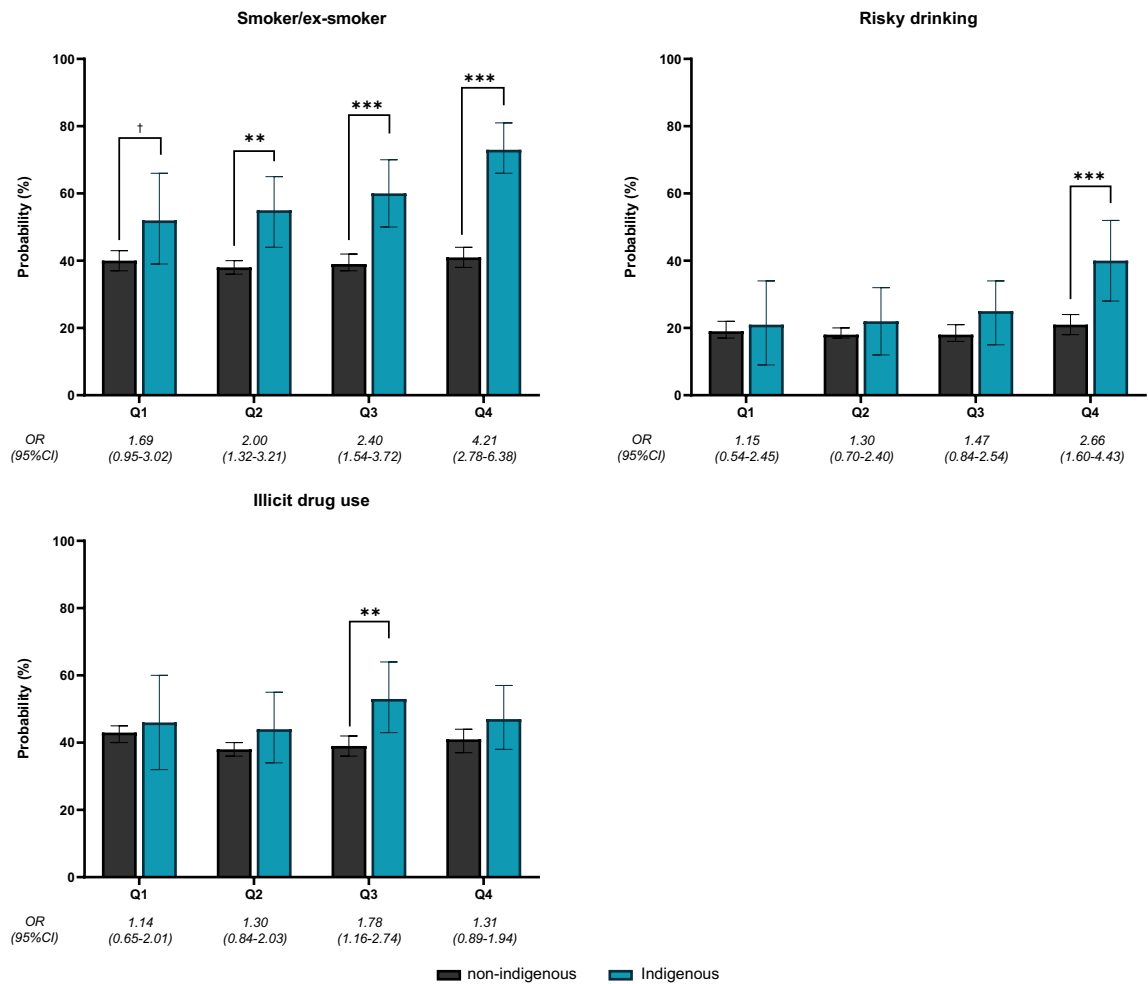 Smoker/ex-smoker
Probability (%)
100
80
60
40
20
0
†
**
***
***
Q1 Q2 Q3 Q4
OR 1.69 2.00 2.40 4.21
(95%CI) (0.95-3.02) (1.32-3.21) (1.54-3.72) (2.78-6.38)
Risky drinking
Probability (%)
100
80
60
40
20
0
***
Q1 Q2 Q3 Q4
OR 1.15 1.30 1.47 2.66
(95%CI) (0.54-2.45) (0.70-2.40) (0.84-2.54) (1.60-4.43)
Illicit drug use
Probability (%)
100
80
60
40
20
0
**
Q1 Q2 Q3 Q4
OR 1.14 1.30 1.78 1.31
(95%CI) (0.65-2.01) (0.84-2.03) (1.16-2.74) (0.89-1.94)
non-indigenous Indigenous